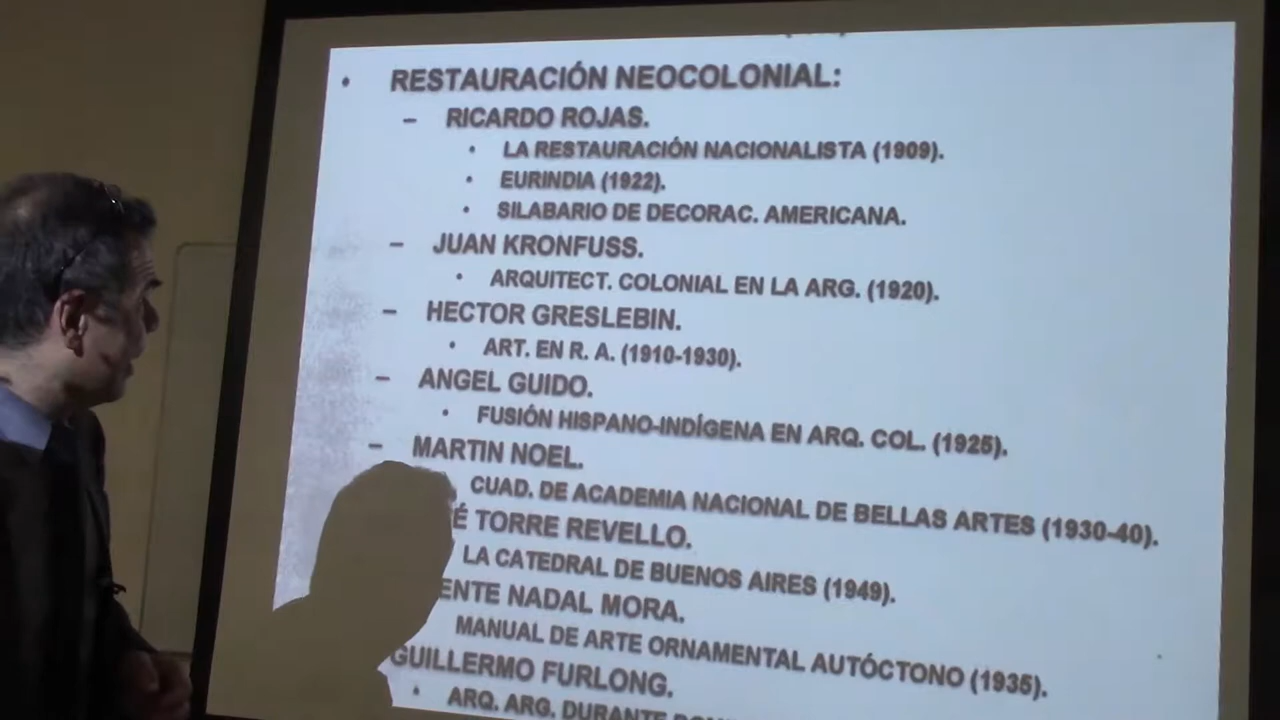 • RESTAURACIÓN NEOCOLONIAL:
– RICARDO ROJAS.
• LA RESTAURACIÓN NACIONALISTA (1909).
• EURINDIA (1922).
• SILABARIO DE DECORAC. AMERICANA.
– JUAN KRONFUSS.
• ARQUITECT. COLONIAL EN LA ARG. (1920).
– HECTOR GRESLEBIN.
• ART. EN R. A. (1910-1930).
– ANGEL GUIDO.
• FUSIÓN HISPANO-INDÍGENA EN ARQ. COL. (1925).
– MARTIN NOEL.
CUAD. DE ACADEMIA NACIONAL DE BELLAS ARTES (1930-40).
É TORRE REVELLO.
LA CATEDRAL DE BUENOS AIRES (1949).
ENTE NADAL MORA.
MANUAL DE ARTE ORNAMENTAL AUTÓCTONO (1935).
GUILLERMO FURLONG.
• ARQ. ARG. DURANTE